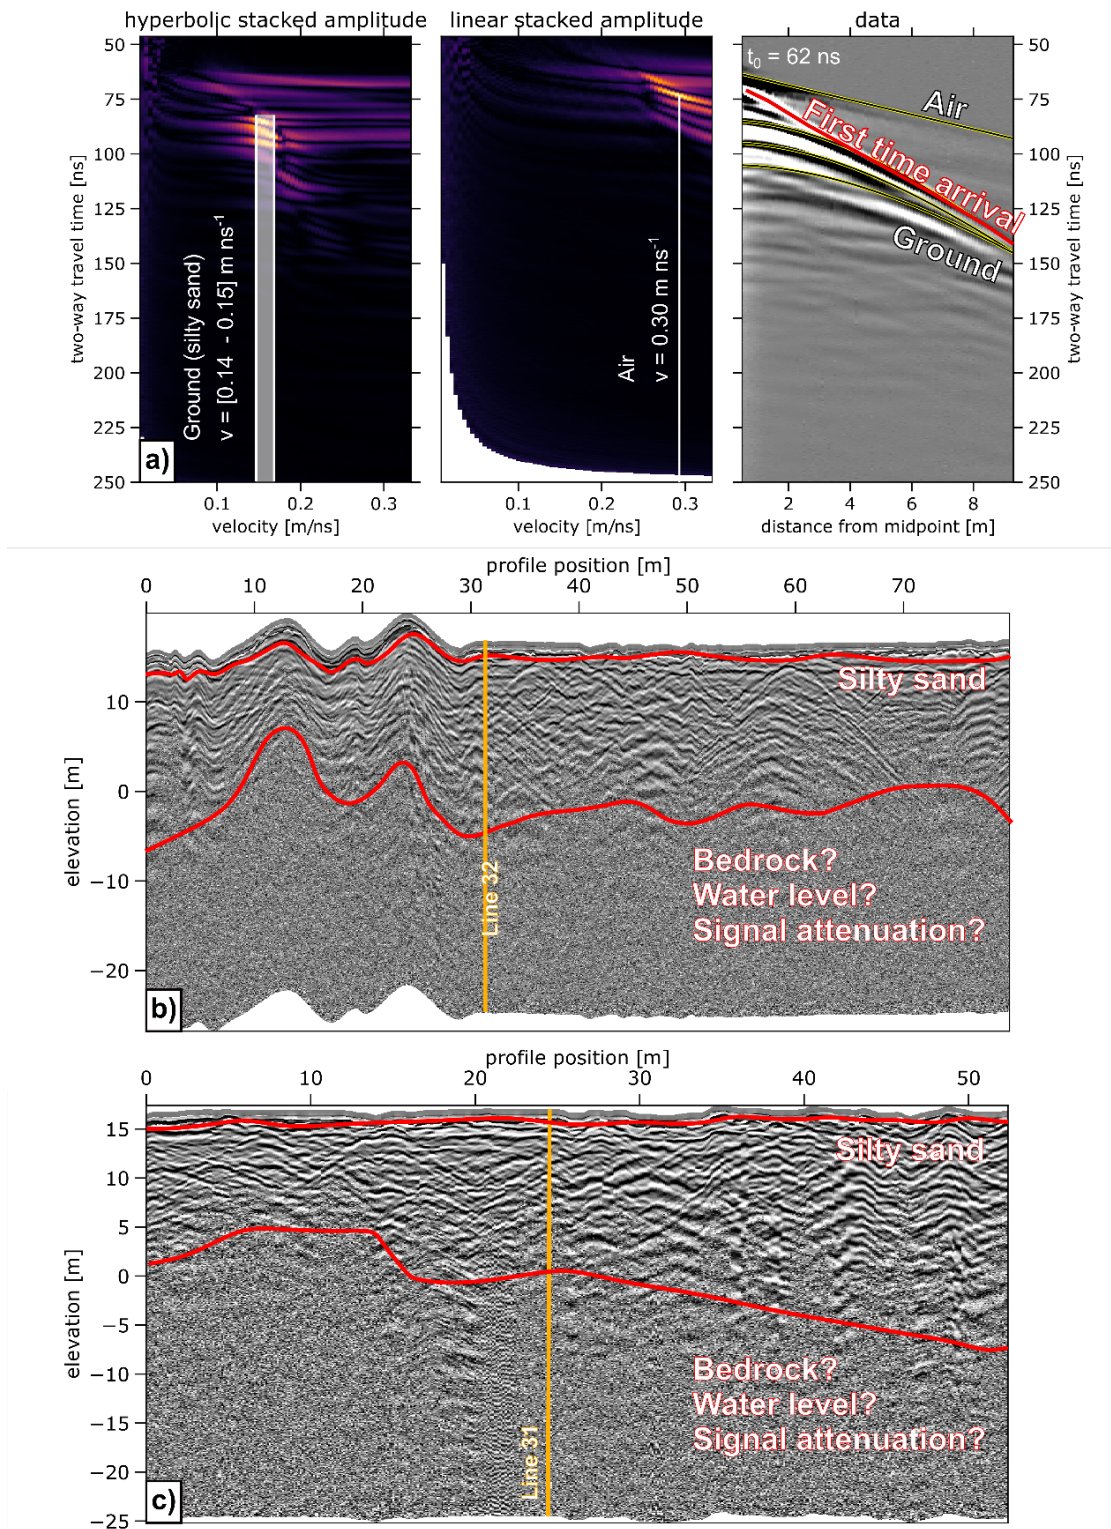 hyperbolic stacked amplitude
linear stacked amplitude
data
50
75
100
125
150
175
200
225
250
two-way travel time [ns]
Ground (silty sand)
v = [0.14 - 0.15] m ns-1
a)
0.1 0.2 0.3
velocity [m/ns]
Air
v = 0.30 m ns-1
0.1 0.2 0.3
velocity [m/ns]
t0 = 62 ns
Air
First time arrival
Ground
50
75
100
125
150
175
200
225
250
two-way travel time [ns]
2 4 6 8
distance from midpoint [m]
profile position [m]
0 10 20 30 40 50 60 70
10
0
−10
−20
elevation [m]
Silty sand
Line 32
Bedrock?
Water level?
Signal attenuation?
b)
profile position [m]
0 10 20 30 40 50
15
10
5
0
−5
−10
−15
−20
−25
elevation [m]
Silty sand
Line 31
Bedrock?
Water level?
Signal attenuation?
c)